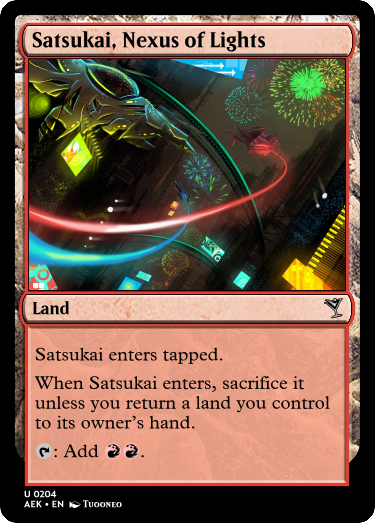 Satsukai, Nexus of Lights
Land
Satsukai enters tapped.
When Satsukai enters, sacrifice it
unless you return a land you control
to its owner's hand.
: Add .
U 0204
AEK • EN Tuooneo